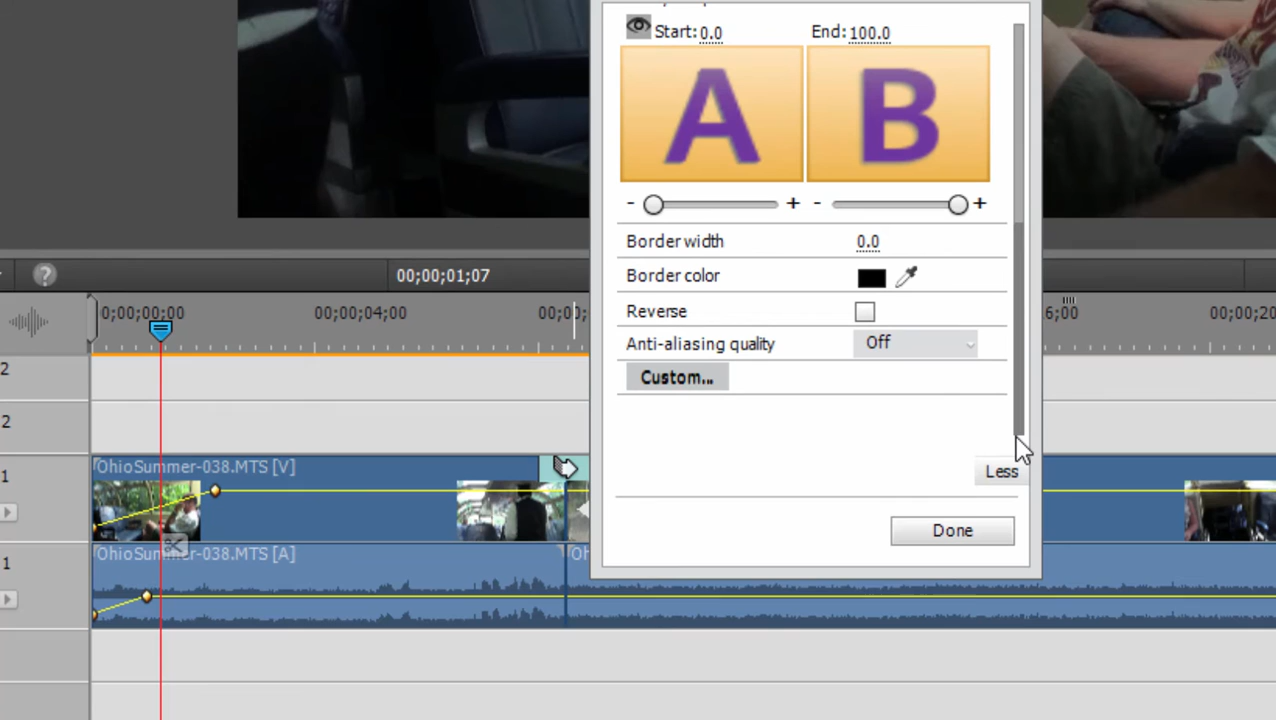 Start: 0.0 End: 100.0
A B
- + - +
Border width 0.0
Border color
Reverse
Anti-aliasing quality Off
Custom...
Less
Done
?
00;00;01;07
0;00;00;00 00;00;04;00 00;0 6;00 00;00;20
2
2
1
OhioSummer-038.MTS [V]
1
OhioSummer-038.MTS [A] Oh